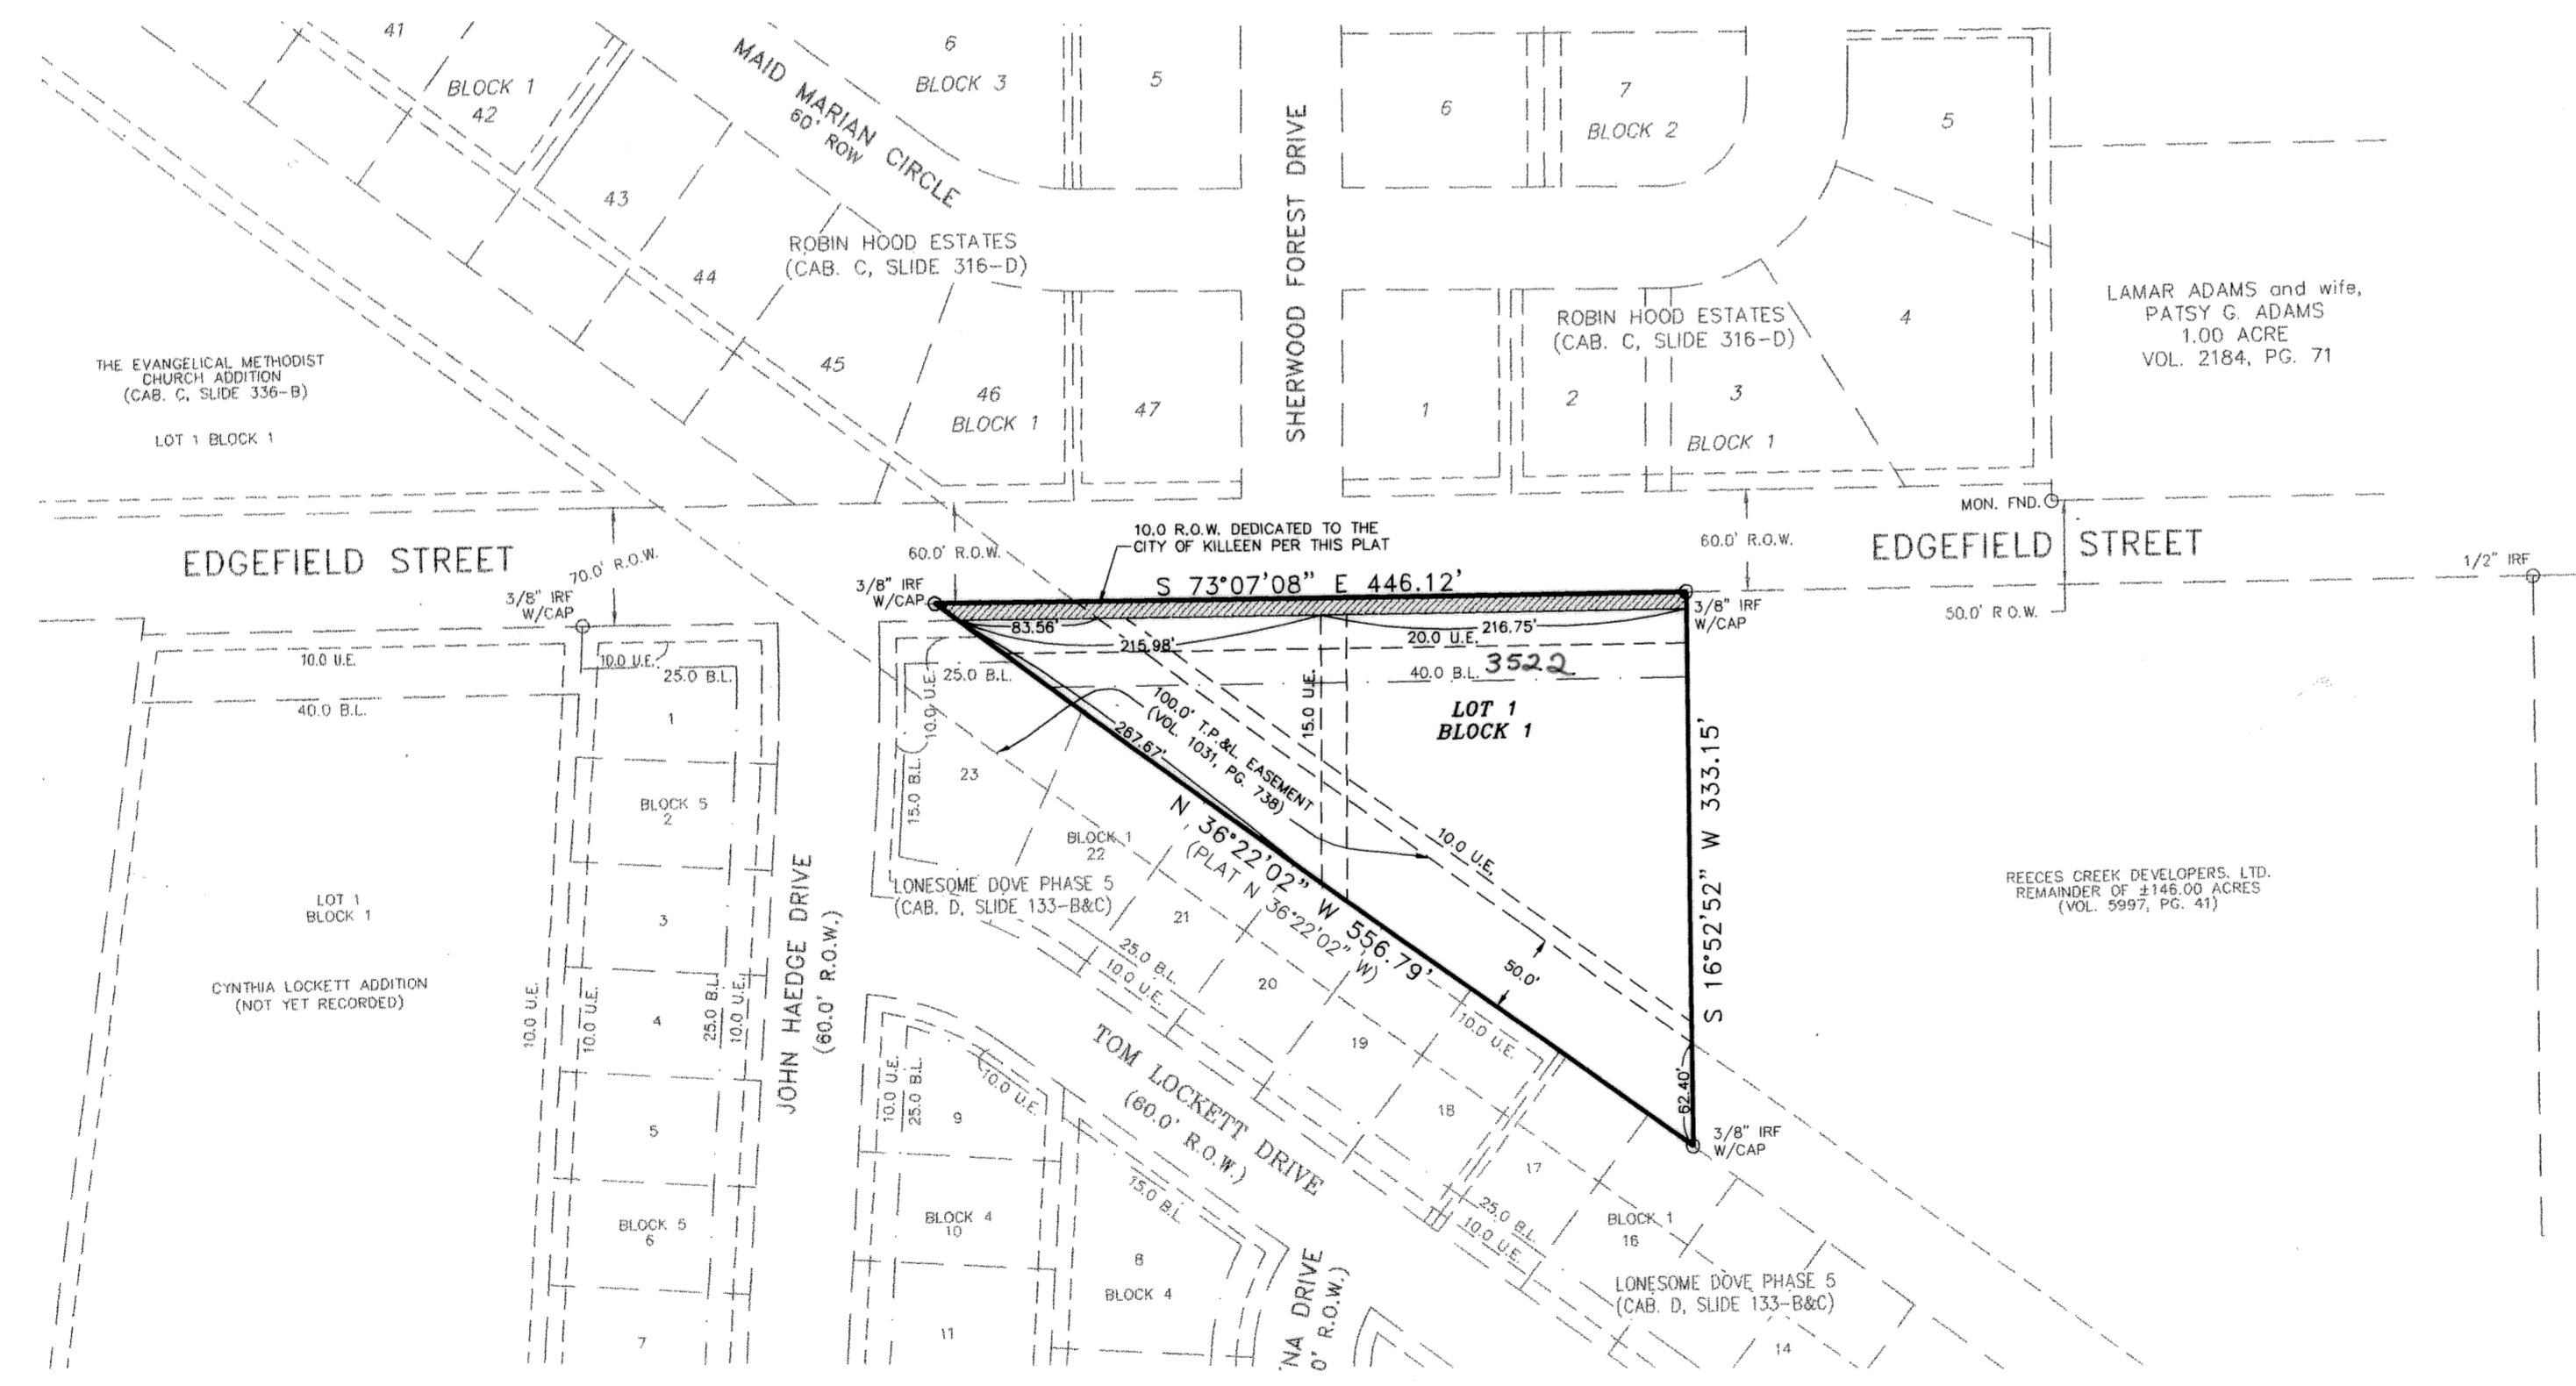 41
BLOCK 1
42
43
44
45
46
BLOCK 1
47
MAID MARIAN CIRCLE
60' ROW
6
BLOCK 3
5
ROBIN HOOD ESTATES
(CAB. C, SLIDE 316-D)
SHERWOOD FOREST DRIVE
6
7
BLOCK 2
5
4
ROBIN HOOD ESTATES
(CAB. C, SLIDE 316-D)
1
2
3
BLOCK 1
LAMAR ADAMS and wife,
PATSY G. ADAMS
1.00 ACRE
VOL. 2184, PG. 71
THE EVANGELICAL METHODIST
CHURCH ADDITION
(CAB. C, SLIDE 336-B)
LOT 1 BLOCK 1
EDGEFIELD STREET
70.0' R.O.W.
3/8" IRF
W/CAP
60.0' R.O.W.
3/8" IRF
W/CAP
10.0 R.O.W. DEDICATED TO THE
CITY OF KILLEEN PER THIS PLAT
S 73°07'08" E 446.12'
60.0' R.O.W.
MON. FND.
EDGEFIELD STREET
50.0' R.O.W.
1/2" IRF
3/8" IRF
W/CAP
83.56'
215.98'
216.75'
20.0 U.E.
40.0 B.L.
3522
LOT 1
BLOCK 1
15.0 U.E.
100.0' T.P.&L. EASEMENT
(VOL. 1031, PG. 738)
267.67'
N 36°22'02" W 556.79'
(PLAT N 36°22'02" W)
10.0 U.E.
50.0'
S 16°52'52" W 333.15'
62.40'
3/8" IRF
W/CAP
REECES CREEK DEVELOPERS, LTD.
REMAINDER OF ±146.00 ACRES
(VOL. 5997, PG. 41)
10.0 U.E.
40.0 B.L.
LOT 1
BLOCK 1
CYNTHIA LOCKETT ADDITION
(NOT YET RECORDED)
10.0 U.E.
10.0 U.E.
10.0 U.E.
25.0 B.L.
1
BLOCK 5
2
3
4
5
BLOCK 5
6
7
25.0 B.L.
10.0 U.E.
JOHN HAEDGE DRIVE
(60.0' R.O.W.)
25.0 B.L.
10.0 U.E.
15.0 B.L.
23
BLOCK 1
22
LONESOME DOVE PHASE 5
(CAB. D, SLIDE 133-B&C)
21
20
19
18
17
BLOCK 1
16
14
25.0 B.L.
10.0 U.E.
10.0 U.E.
TOM LOCKETT DRIVE
(60.0' R.O.W.)
25.0 B.L.
10.0 U.E.
LONESOME DOVE PHASE 5
(CAB. D, SLIDE 133-B&C)
10.0 U.E.
25.0 B.L.
10.0 U.E.
9
BLOCK 4
10
11
15.0 B.L.
8
BLOCK 4
NA DRIVE
0' R.O.W.)